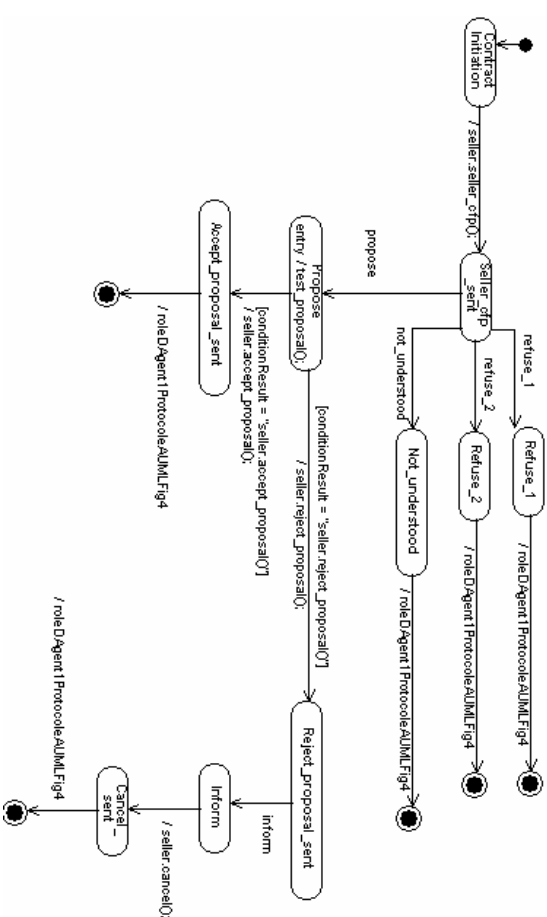 Contract
Initiation
/ seller.seller_cfp();
Seller_cfp
_sent
refuse_1
Refuse_1
/ roleDAgent1ProtocoleAUMLFig4
refuse_2
Refuse_2
/ roleDAgent1ProtocoleAUMLFig4
not_understood
Not_understood
/ roleDAgent1ProtocoleAUMLFig4
propose
Propose
entry / test_proposal();
[conditionResult = "seller.reject_proposal()"]
/ seller.reject_proposal();
[conditionResult = "seller.accept_proposal()"]
/ seller.accept_proposal();
Accept_proposal_sent
/ roleDAgent1ProtocoleAUMLFig4
Reject_proposal_sent
inform
Inform
/ seller.cancel();
Cancel_
sent
/ roleDAgent1ProtocoleAUMLFig4